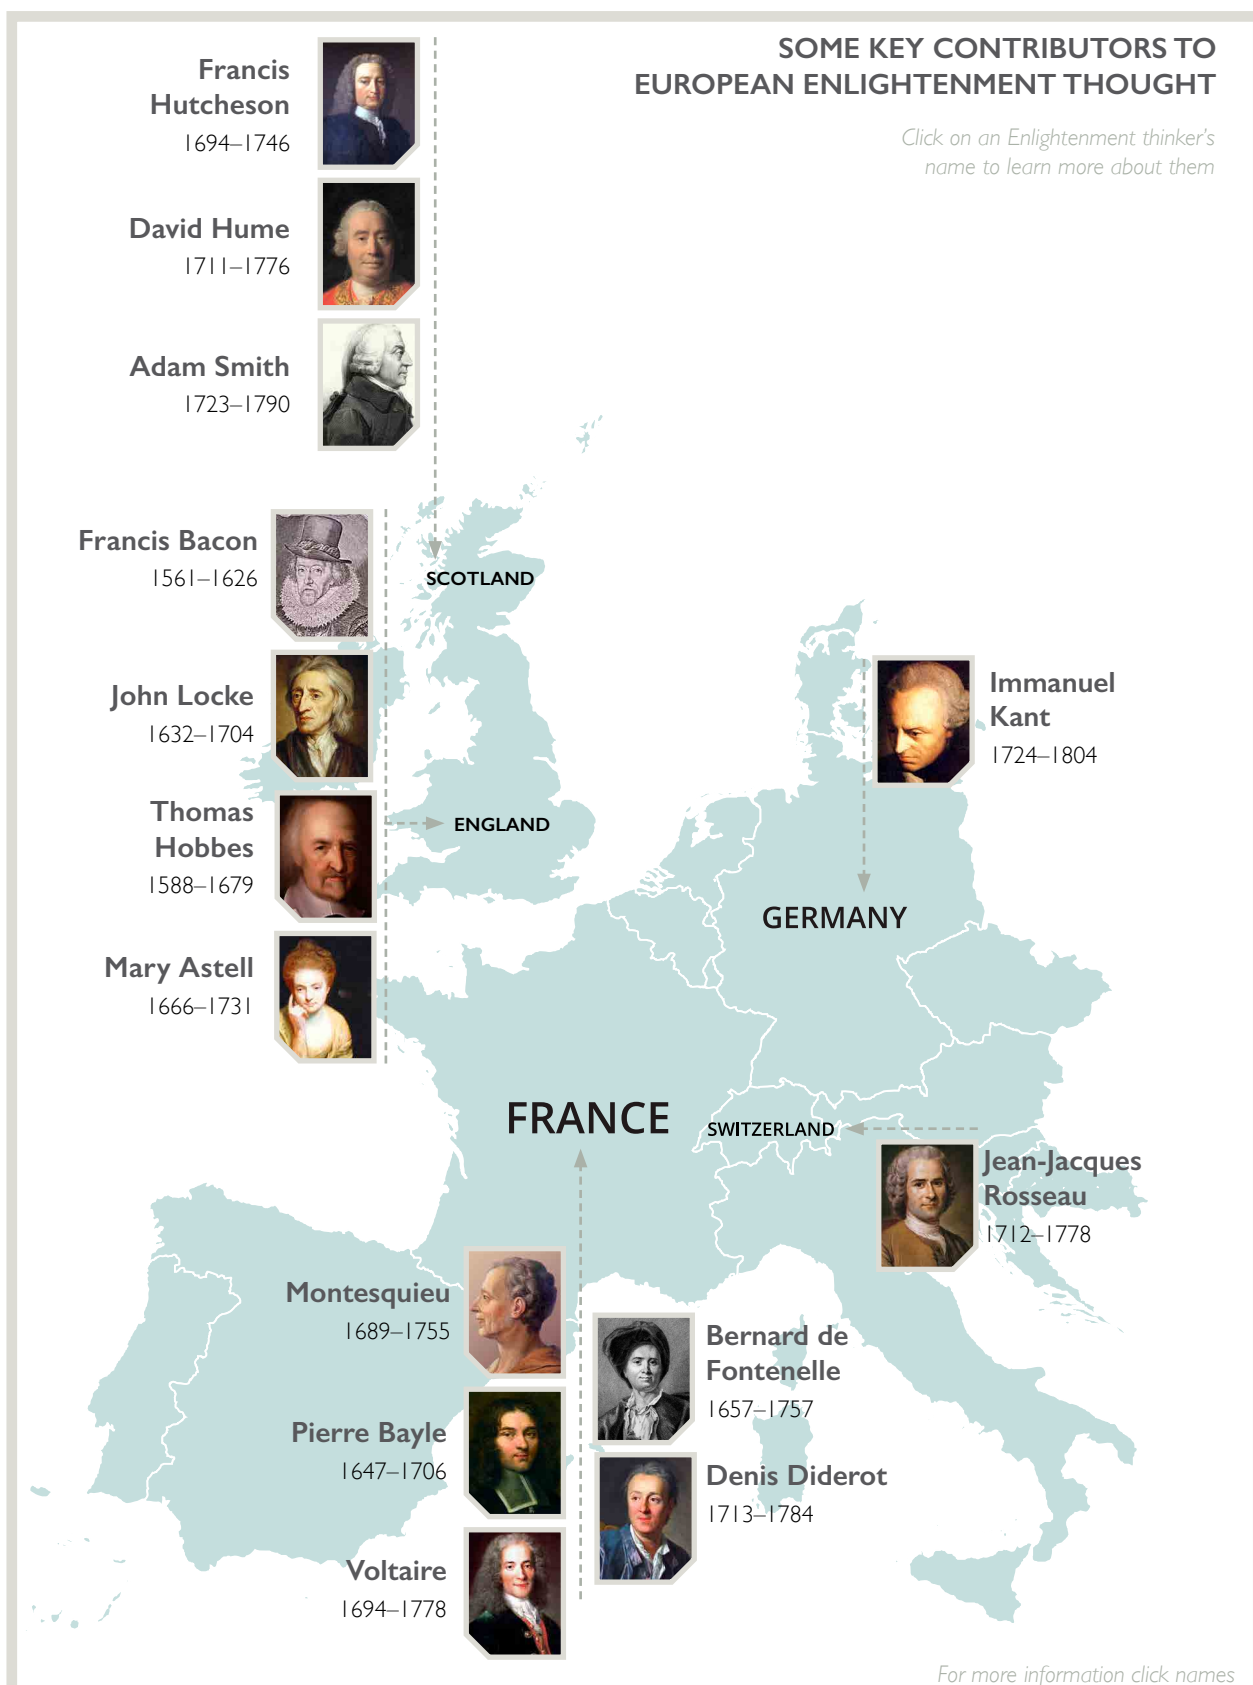 SOME KEY CONTRIBUTORS TO
EUROPEAN ENLIGHTENMENT THOUGHT
Click on an Enlightenment thinker's
name to learn more about them
Francis
Hutcheson
1694–1746
David Hume
1711–1776
Adam Smith
1723–1790
Francis Bacon
1561–1626
SCOTLAND
John Locke
1632–1704
Immanuel
Kant
1724–1804
Thomas
Hobbes
1588–1679
ENGLAND
GERMANY
Mary Astell
1666–1731
FRANCE
SWITZERLAND
Jean-Jacques
Rosseau
1712–1778
Montesquieu
1689–1755
Bernard de
Fontenelle
1657–1757
Pierre Bayle
1647–1706
Denis Diderot
1713–1784
Voltaire
1694–1778
For more information click names